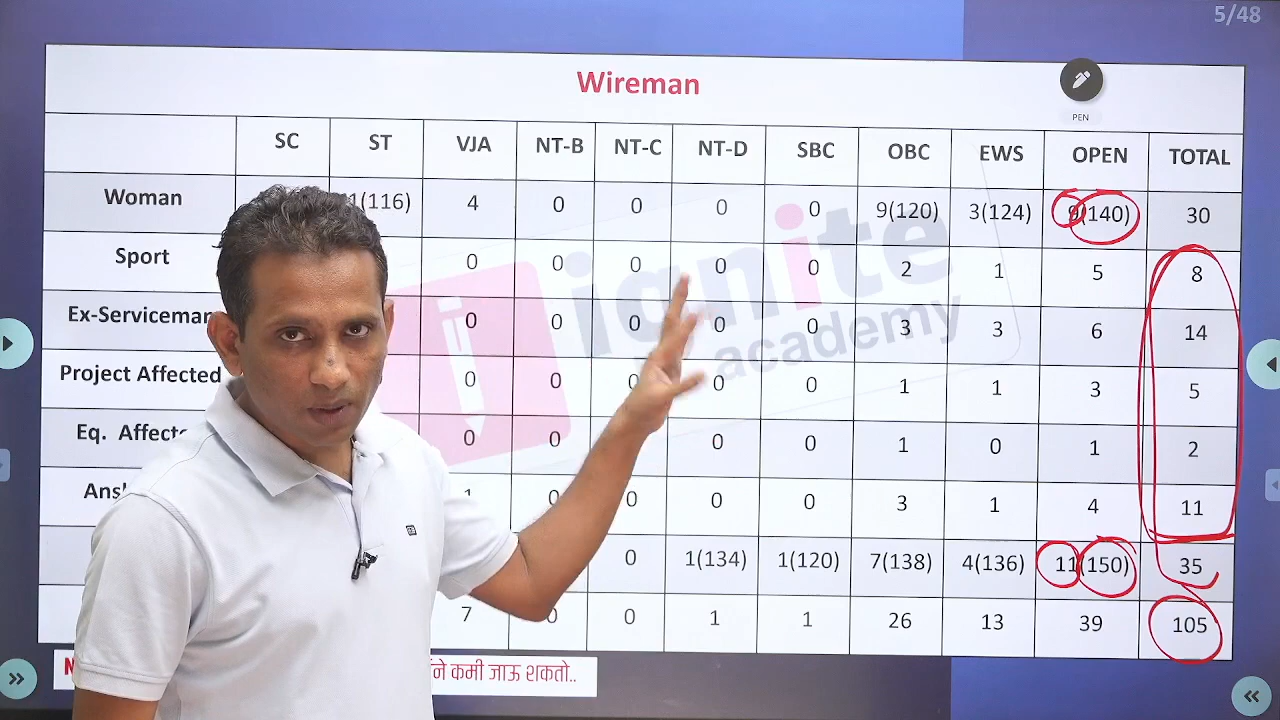 5/48
Wireman
PEN
SC ST VJA NT-B NT-C NT-D SBC OBC EWS OPEN TOTAL
Woman 4 0 0 0 0 9(120) 3(124) 9(140) 30
Sport 0 0 0 0 0 2 1 5 8
Ex-Serviceman 0 0 0 0 0 3 3 6 14
Project Affected 0 0 0 0 0 1 1 3 5
Eq. 0 0 0 0 1 0 1 2
1 0 0 0 0 3 1 4 11
0 1(134) 1(120) 7(138) 4(136) 11(150) 35
7 0 0 1 1 26 13 39 105
ignite
academy
कमी जाऊ शकतो..